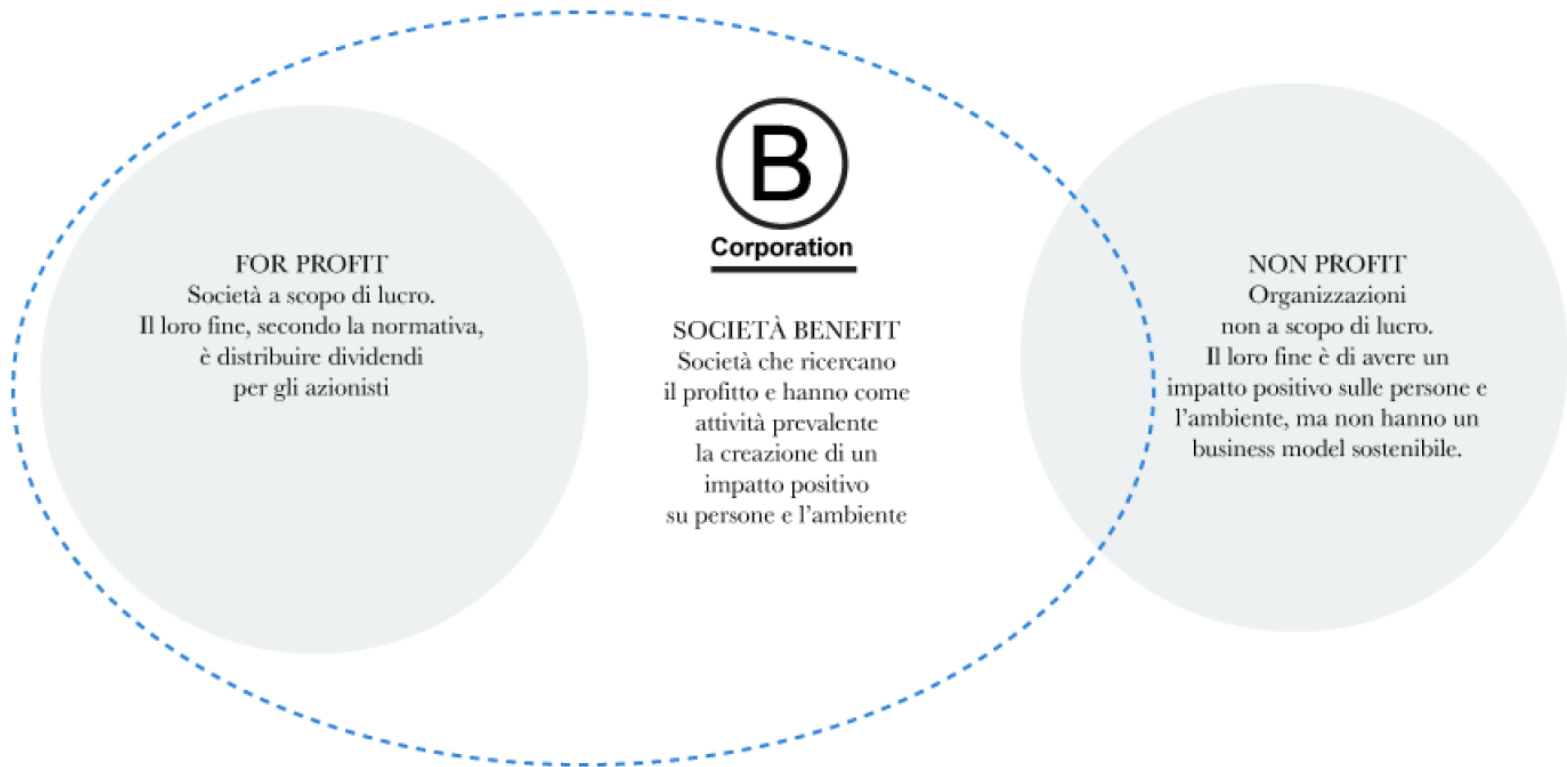 FOR PROFIT
Società a scopo di lucro.
Il loro fine, secondo la normativa,
è distribuire dividendi
per gli azionisti
B
Corporation
SOCIETÀ BENEFIT
Società che ricercano
il profitto e hanno come
attività prevalente
la creazione di un
impatto positivo
su persone e l’ambiente
NON PROFIT
Organizzazioni
non a scopo di lucro.
Il loro fine è di avere un
impatto positivo sulle persone e
l’ambiente, ma non hanno un
business model sostenibile.